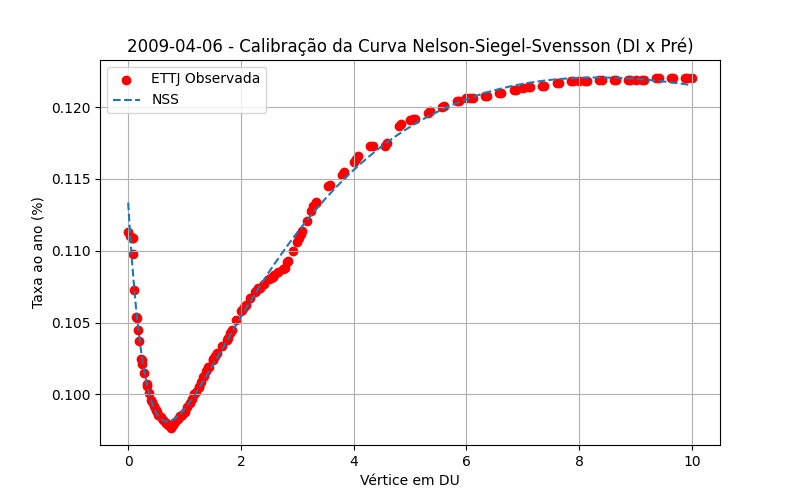 2009-04-06 - Calibração da Curva Nelson-Siegel-Svensson (DI x Pré)
ETTJ Observada
NSS
0.120
0.115
0.110
0.105
0.100
Taxa ao ano (%)
0 2 4 6 8 10
Vértice em DU